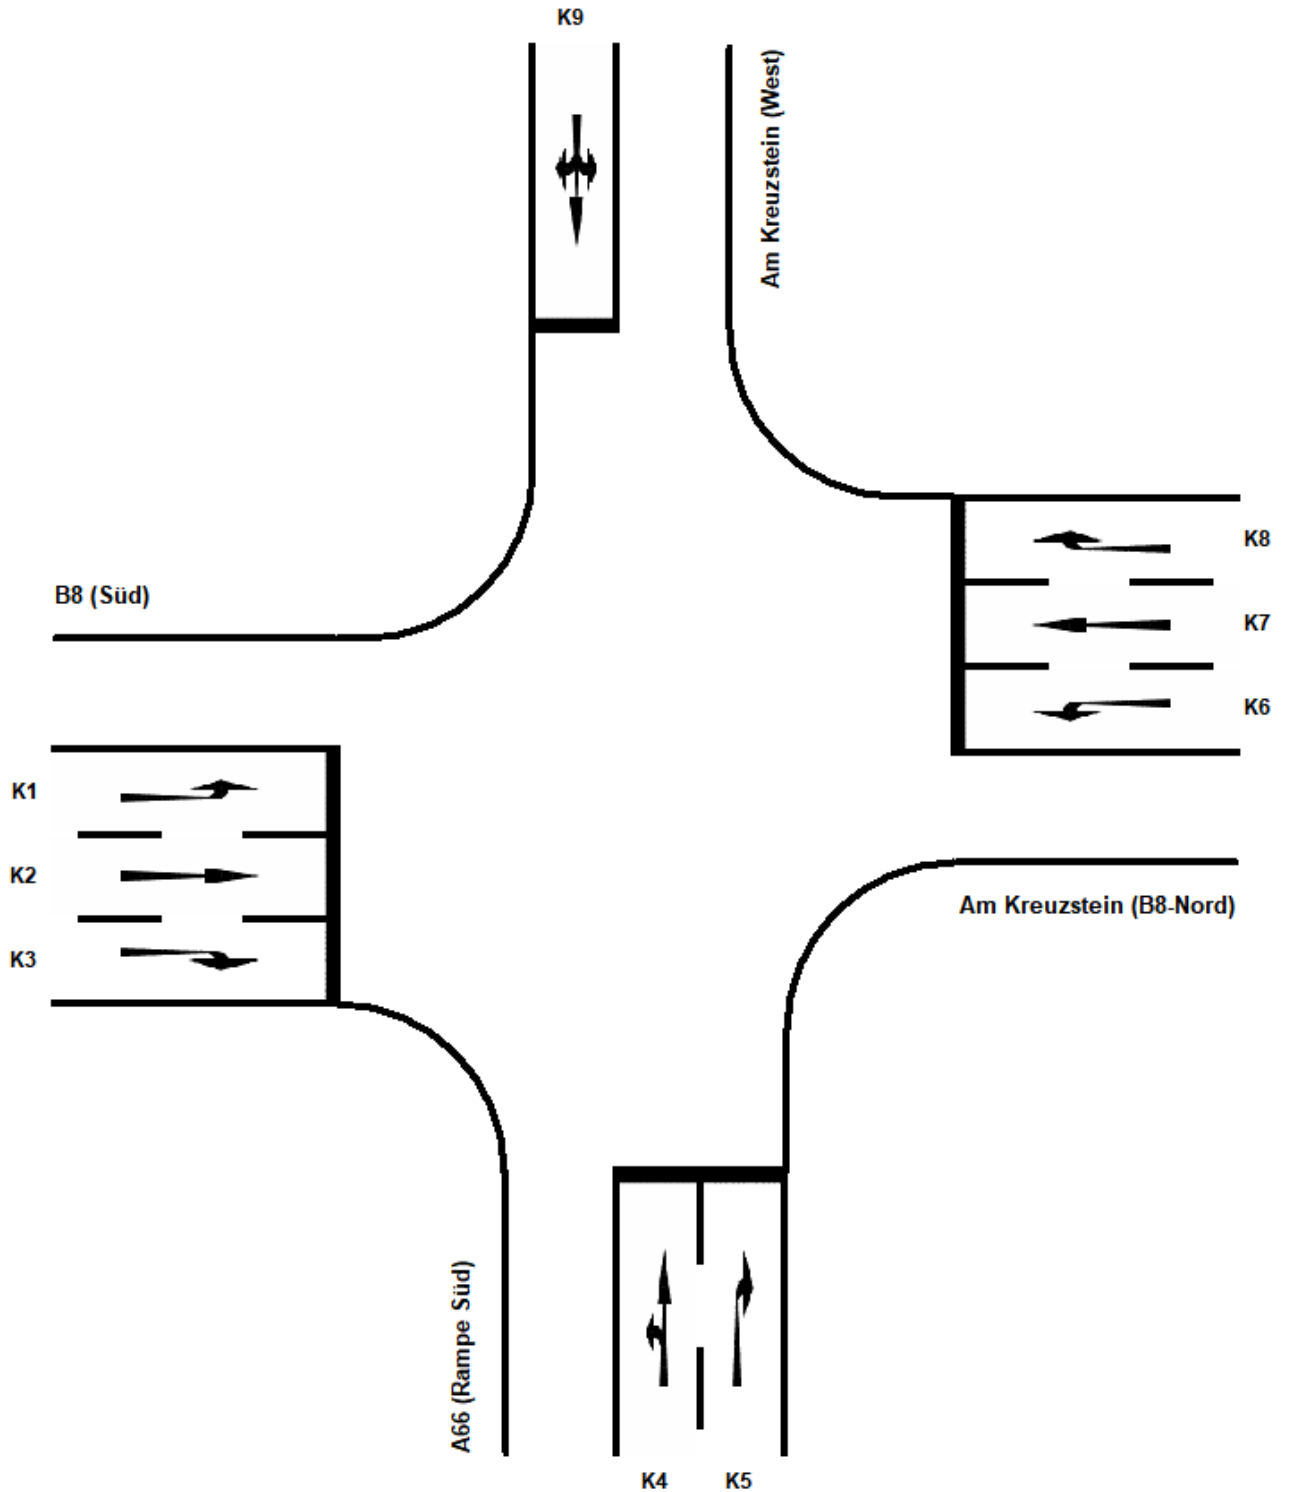 K9
Am Kreuzstein (West)
K8
B8 (Süd)
K7
K6
K1
K2
Am Kreuzstein (B8-Nord)
K3
A66 (Rampe Süd)
K4
K5